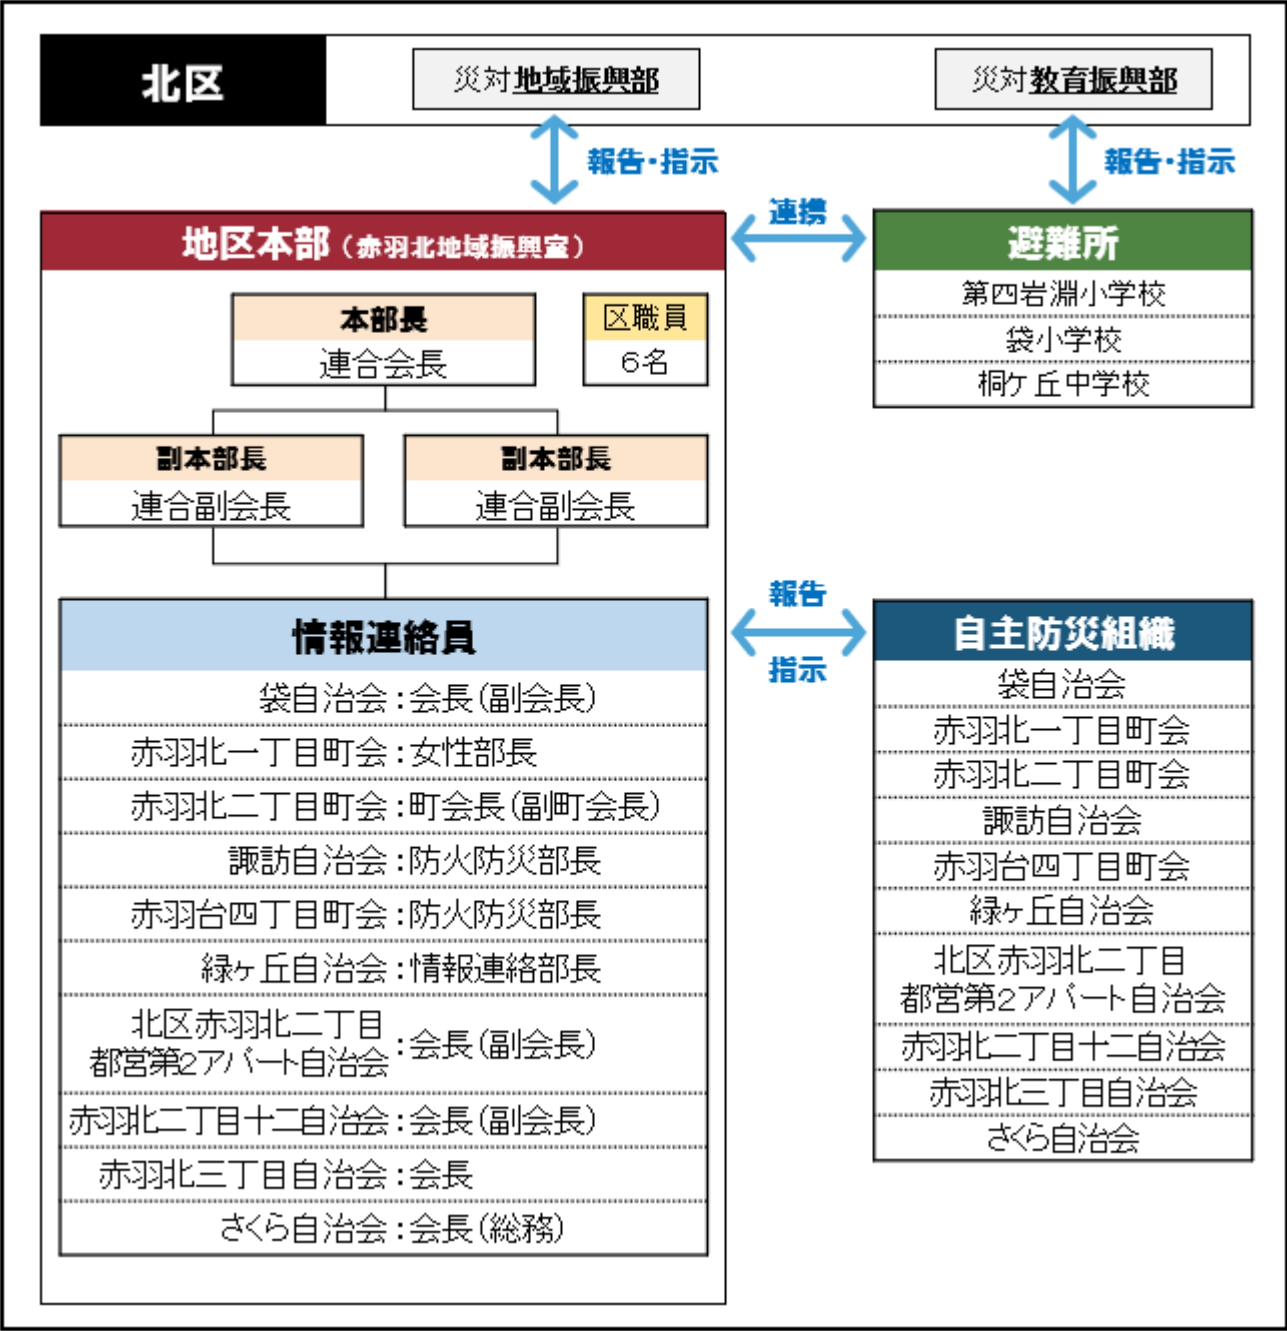 北区
災対地域振興部
災対教育振興部
報告・指示
報告・指示
地区本部（赤羽北地域振興室）
連携
避難所
第四岩淵小学校
袋小学校
桐ケ丘中学校
本部長
連合会長
区職員
6名
副本部長
連合副会長
副本部長
連合副会長
情報連絡員
袋自治会：会長（副会長）
赤羽北一丁目町会：女性部長
赤羽北二丁目町会：町会長（副町会長）
諏訪自治会：防火防災部長
赤羽台四丁目町会：防火防災部長
緑ヶ丘自治会：情報連絡部長
北区赤羽北二丁目
都営第2アパート自治会：会長（副会長）
赤羽北二丁目十二自治会：会長（副会長）
赤羽北三丁目自治会：会長
さくら自治会：会長（総務）
報告
指示
自主防災組織
袋自治会
赤羽北一丁目町会
赤羽北二丁目町会
諏訪自治会
赤羽台四丁目町会
緑ヶ丘自治会
北区赤羽北二丁目
都営第2アパート自治会
赤羽北二丁目十二自治会
赤羽北三丁目自治会
さくら自治会